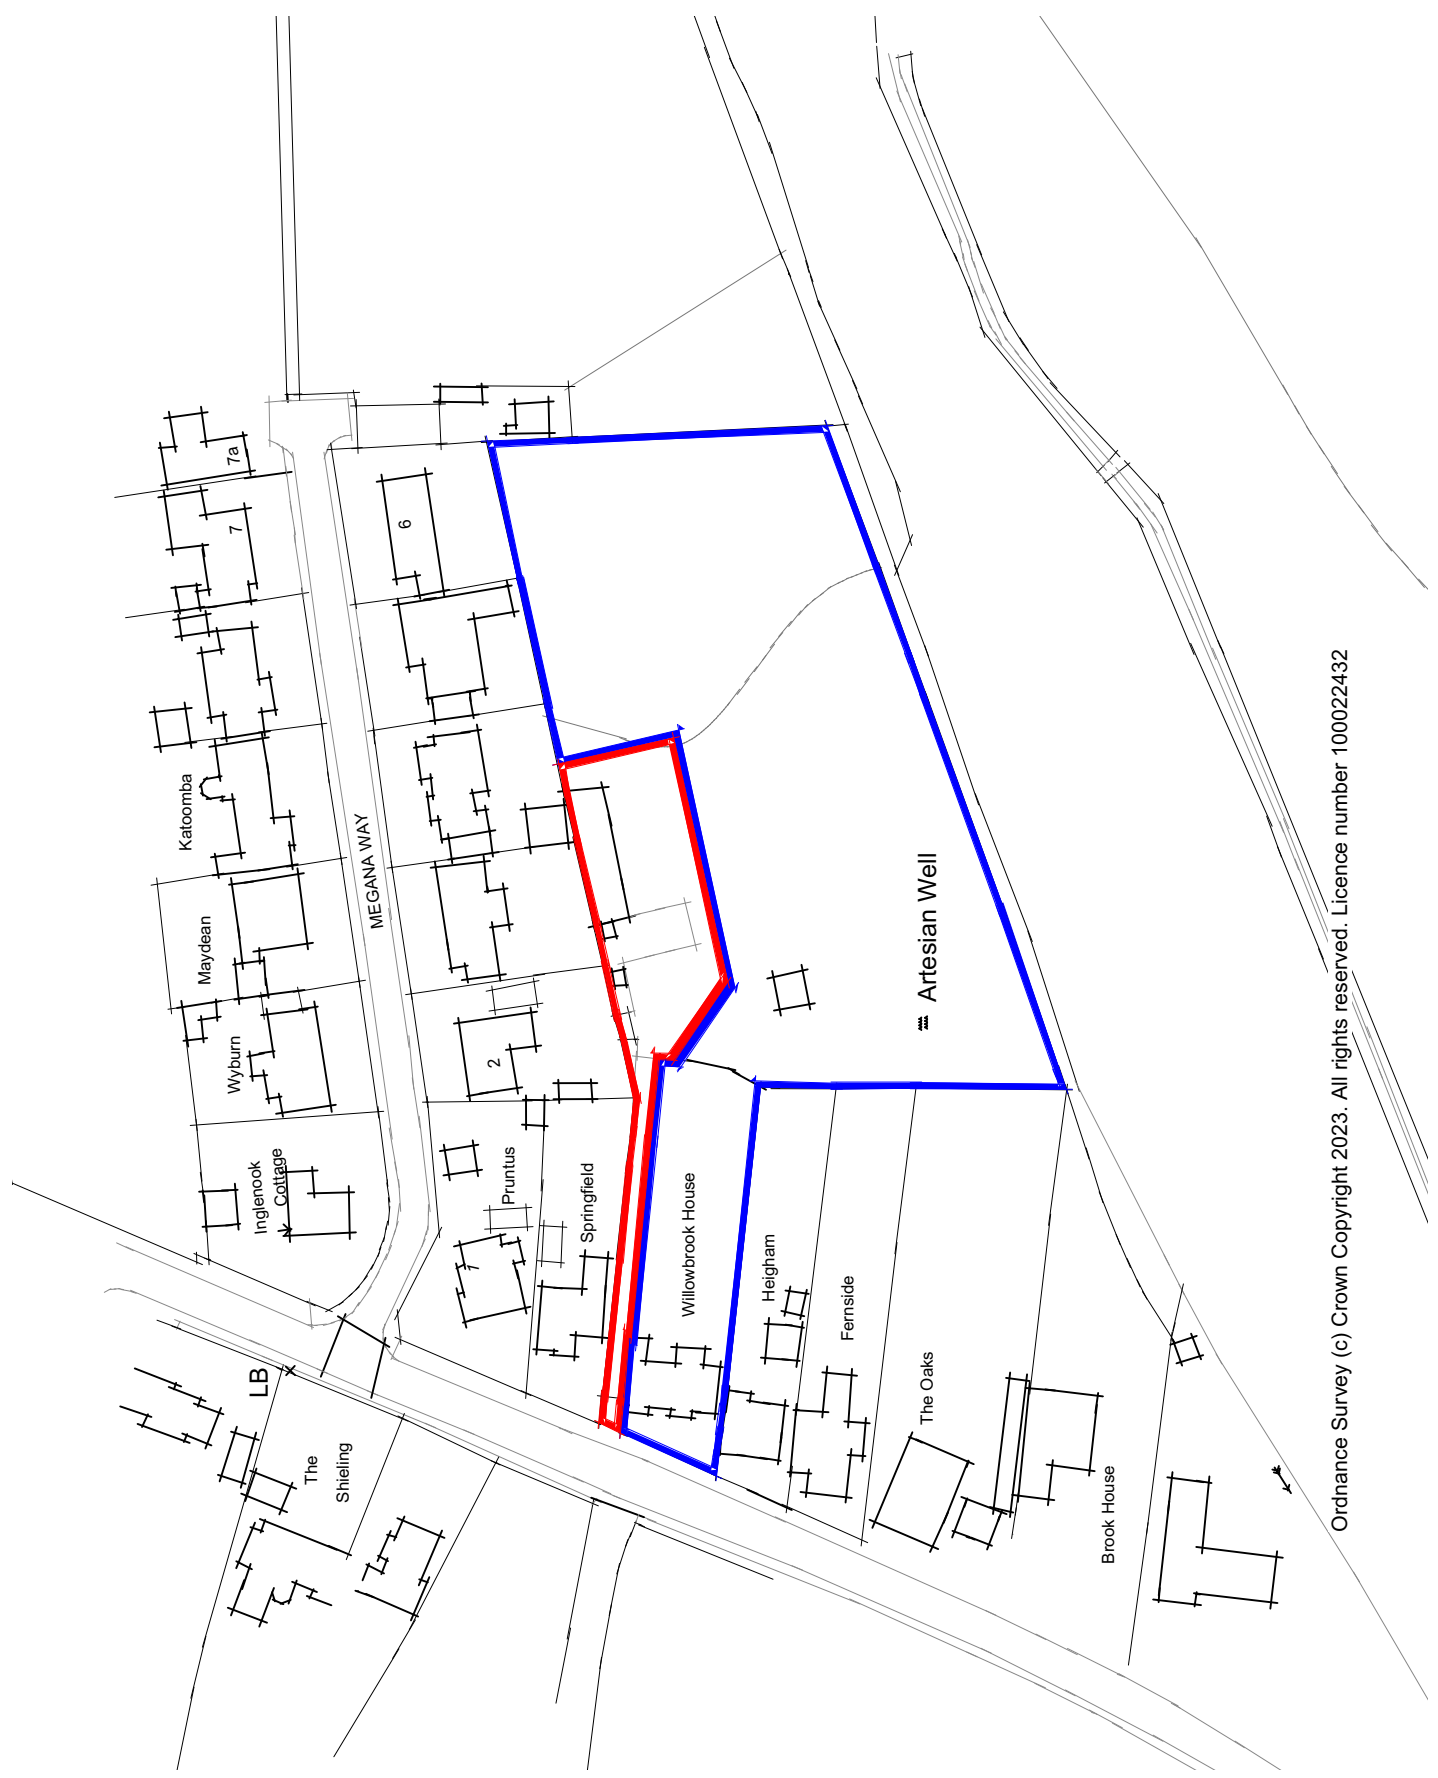 7a
7
6
Katoomba
MEGANA WAY
Maydean
Wyburn
2
Inglenook
Cottage
Pruntus
1
Springfield
Willowbrook House
Heigham
Fernside
The Oaks
Brook House
Artesian Well
LB
The
Shieling
Ordnance Survey (c) Crown Copyright 2023. All rights reserved. Licence number 100022432